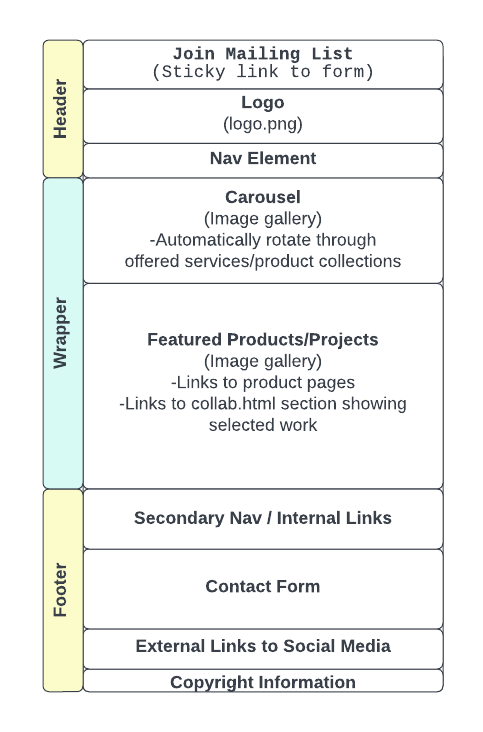 Header
Join Mailing List
(Sticky link to form)
Logo
(logo.png)
Nav Element
Wrapper
Carousel
(Image gallery)
-Automatically rotate through
offered services/product collections
Featured Products/Projects
(Image gallery)
-Links to product pages
-Links to collab.html section showing
selected work
Footer
Secondary Nav / Internal Links
Contact Form
External Links to Social Media
Copyright Information